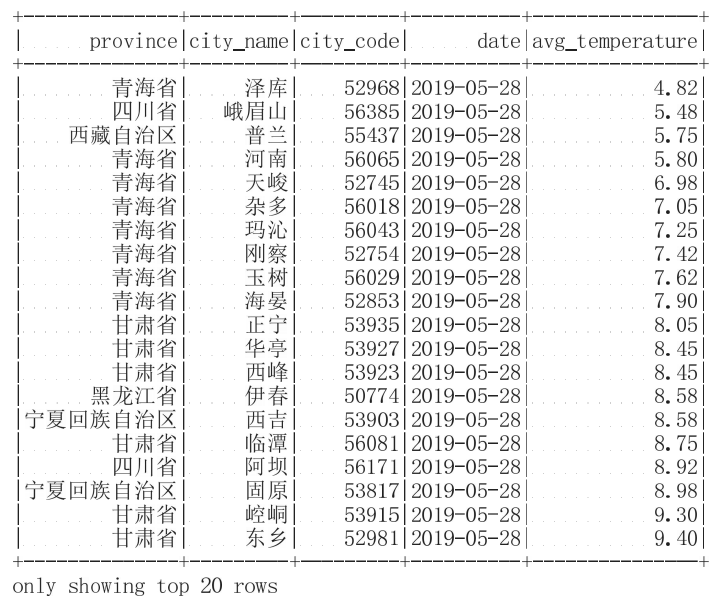 +--------------+---------+---------+----------+---------------+
|      province|city_name|city_code|      date|avg_temperature|
+--------------+---------+---------+----------+---------------+
|        青海省|     泽库|    52968|2019-05-28|           4.82|
|        四川省|   峨眉山|    56385|2019-05-28|           5.48|
|    西藏自治区|     普兰|    55437|2019-05-28|           5.75|
|        青海省|     河南|    56065|2019-05-28|           5.80|
|        青海省|     天峻|    52745|2019-05-28|           6.98|
|        青海省|     杂多|    56018|2019-05-28|           7.05|
|        青海省|     玛沁|    56043|2019-05-28|           7.25|
|        青海省|     刚察|    52754|2019-05-28|           7.42|
|        青海省|     玉树|    56029|2019-05-28|           7.62|
|        青海省|     海晏|    52853|2019-05-28|           7.90|
|        甘肃省|     正宁|    53935|2019-05-28|           8.05|
|        甘肃省|     华亭|    53927|2019-05-28|           8.45|
|        甘肃省|     西峰|    53923|2019-05-28|           8.45|
|      黑龙江省|     伊春|    50774|2019-05-28|           8.58|
|宁夏回族自治区|     西吉|    53903|2019-05-28|           8.58|
|        甘肃省|     临潭|    56081|2019-05-28|           8.75|
|        四川省|     阿坝|    56171|2019-05-28|           8.92|
|宁夏回族自治区|     固原|    53817|2019-05-28|           8.98|
|        甘肃省|     崆峒|    53915|2019-05-28|           9.30|
|        甘肃省|     东乡|    52981|2019-05-28|           9.40|
+--------------+---------+---------+----------+---------------+
only showing top 20 rows